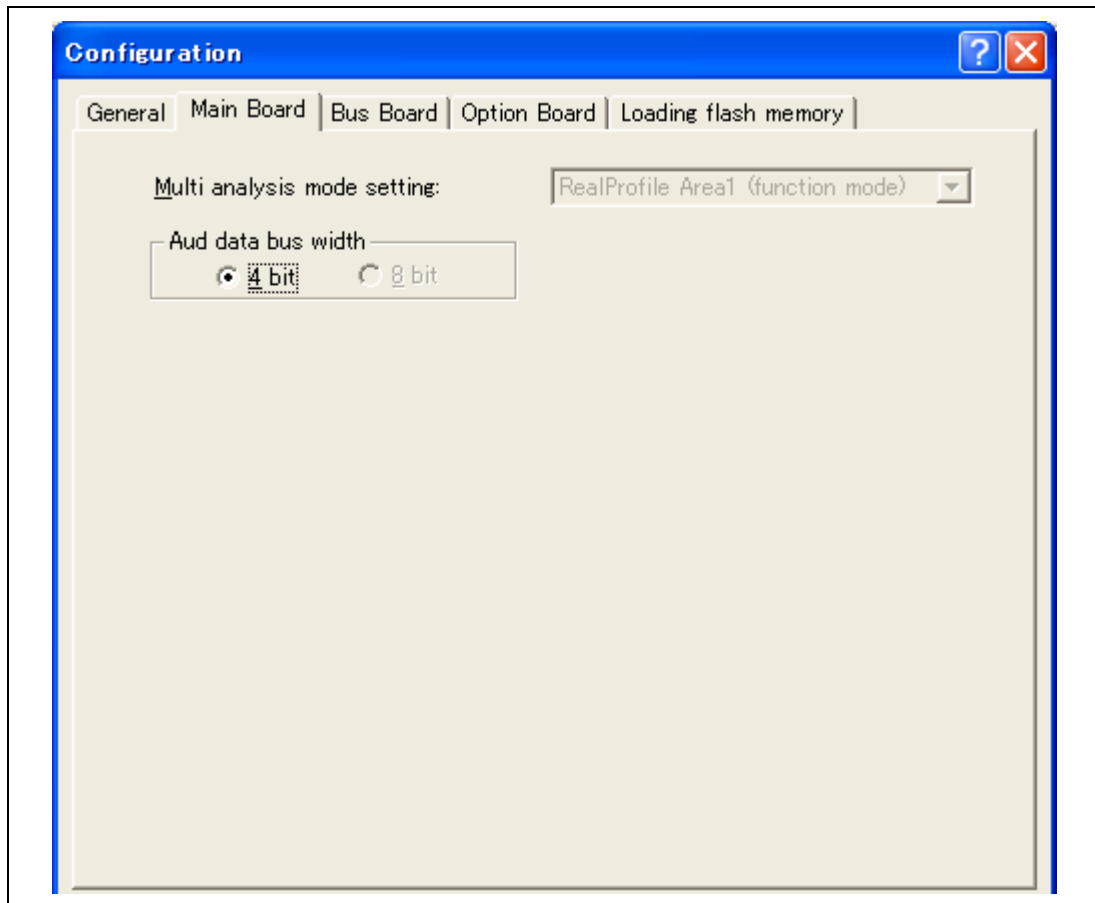 Configuration
General Main Board Bus Board Option Board Loading flash memory
Multi analysis mode setting: RealProfile Area1 (function mode)
Aud data bus width
4 bit 8 bit